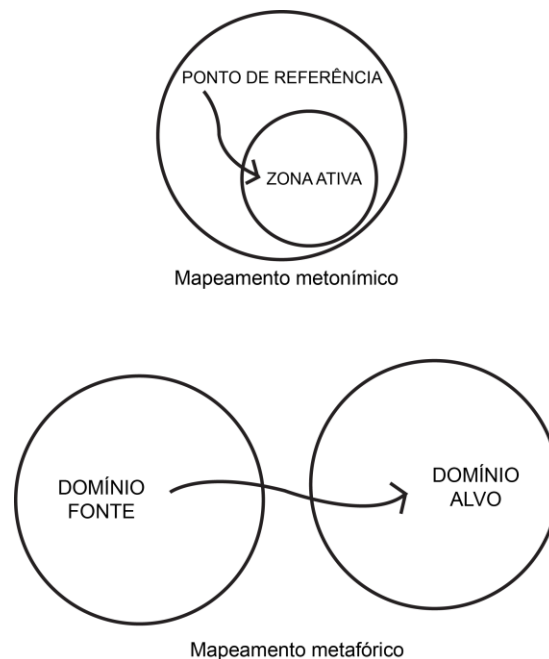 PONTO DE REFERÊNCIA
ZONA ATIVA
Mapeamento metonímico
DOMÍNIO
FONTE
DOMÍNIO
ALVO
Mapeamento metafórico